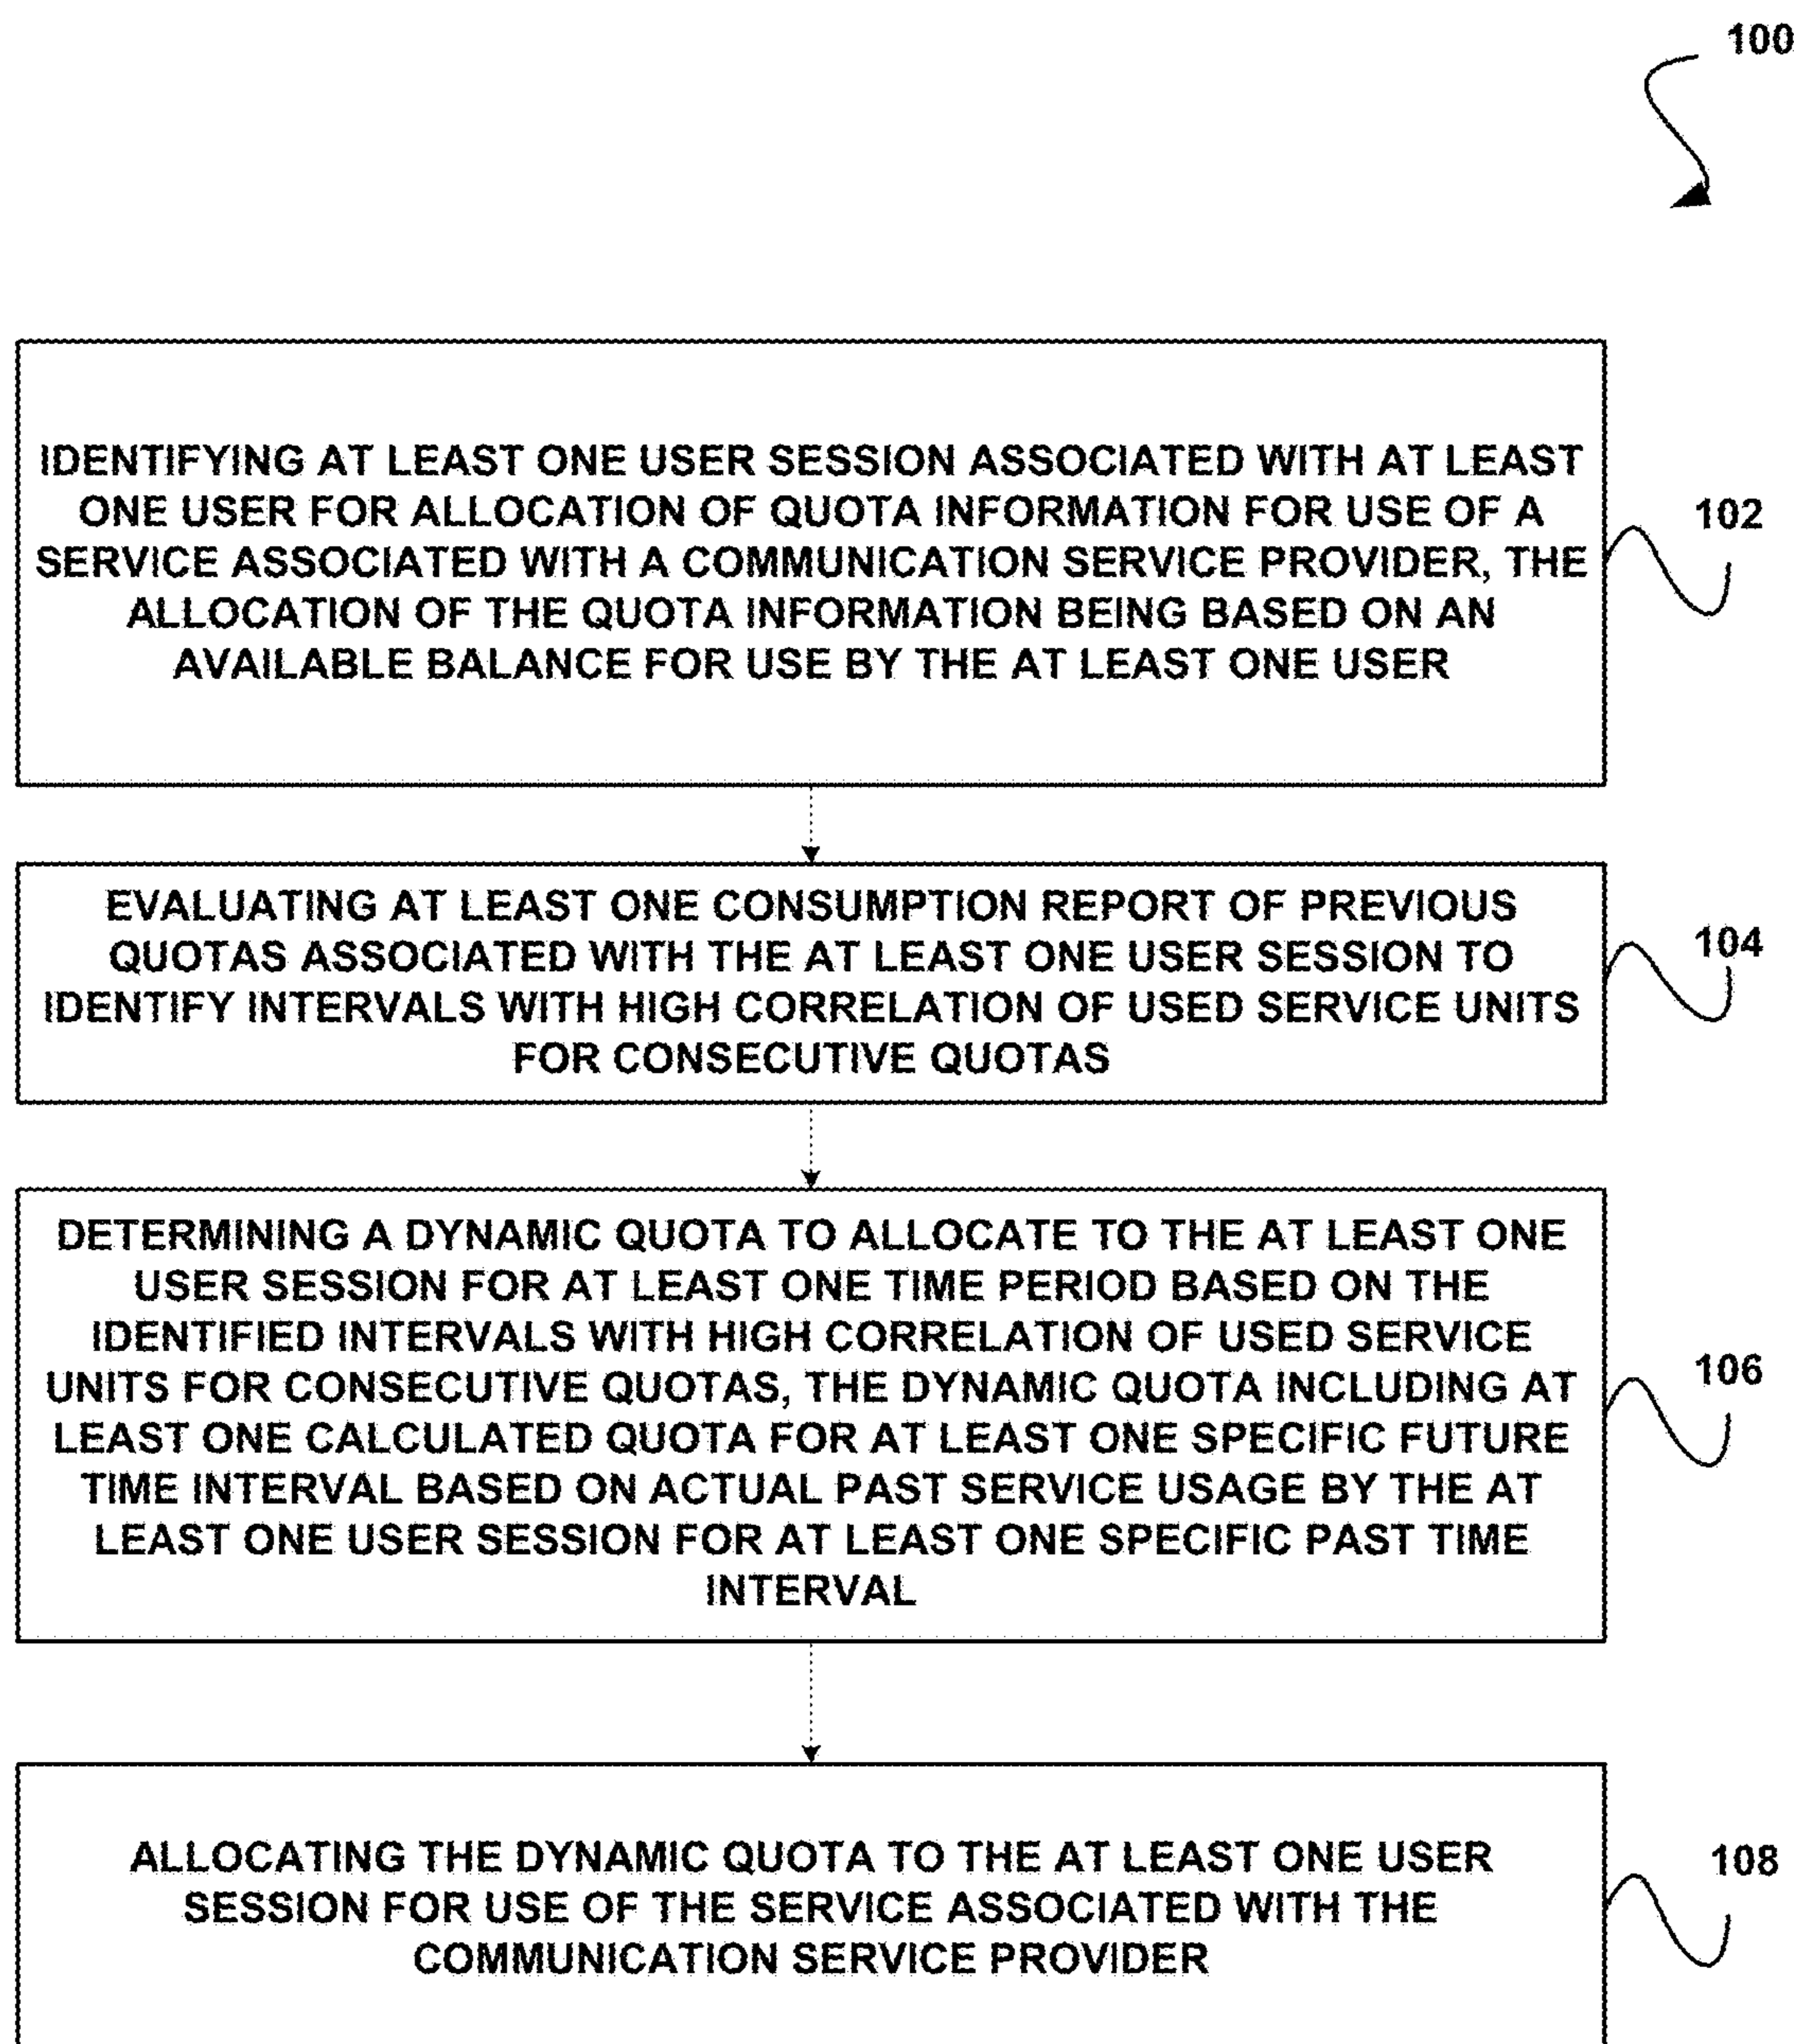 100
IDENTIFYING AT LEAST ONE USER SESSION ASSOCIATED WITH AT LEAST
ONE USER FOR ALLOCATION OF QUOTA INFORMATION FOR USE OF A
SERVICE ASSOCIATED WITH A COMMUNICATION SERVICE PROVIDER, THE
ALLOCATION OF THE QUOTA INFORMATION BEING BASED ON AN
AVAILABLE BALANCE FOR USE BY THE AT LEAST ONE USER
102
EVALUATING AT LEAST ONE CONSUMPTION REPORT OF PREVIOUS
QUOTAS ASSOCIATED WITH THE AT LEAST ONE USER SESSION TO
IDENTIFY INTERVALS WITH HIGH CORRELATION OF USED SERVICE UNITS
FOR CONSECUTIVE QUOTAS
104
DETERMINING A DYNAMIC QUOTA TO ALLOCATE TO THE AT LEAST ONE
USER SESSION FOR AT LEAST ONE TIME PERIOD BASED ON THE
IDENTIFIED INTERVALS WITH HIGH CORRELATION OF USED SERVICE
UNITS FOR CONSECUTIVE QUOTAS, THE DYNAMIC QUOTA INCLUDING AT
LEAST ONE CALCULATED QUOTA FOR AT LEAST ONE SPECIFIC FUTURE
TIME INTERVAL BASED ON ACTUAL PAST SERVICE USAGE BY THE AT
LEAST ONE USER SESSION FOR AT LEAST ONE SPECIFIC PAST TIME
INTERVAL
106
ALLOCATING THE DYNAMIC QUOTA TO THE AT LEAST ONE USER
SESSION FOR USE OF THE SERVICE ASSOCIATED WITH THE
COMMUNICATION SERVICE PROVIDER
108